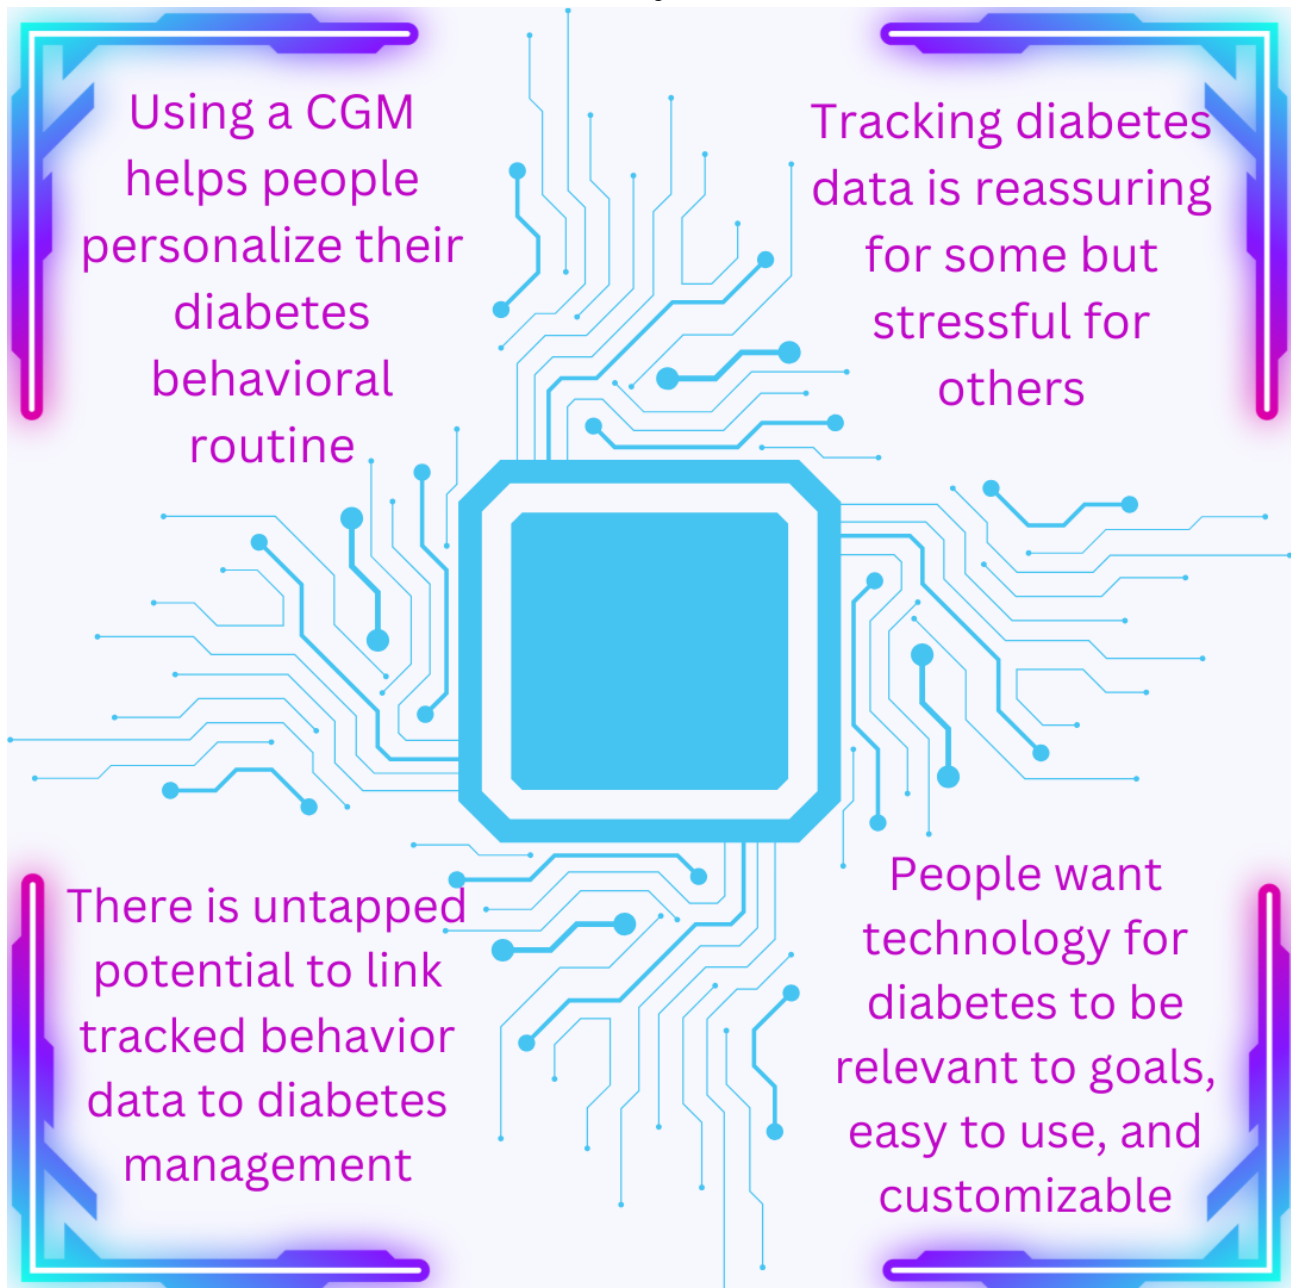 Using a CGM
helps people
personalize their
diabetes
behavioral
routine
Tracking diabetes
data is reassuring
for some but
stressful for
others
There is untapped
potential to link
tracked behavior
data to diabetes
management
People want
technology for
diabetes to be
relevant to goals,
easy to use, and
customizable